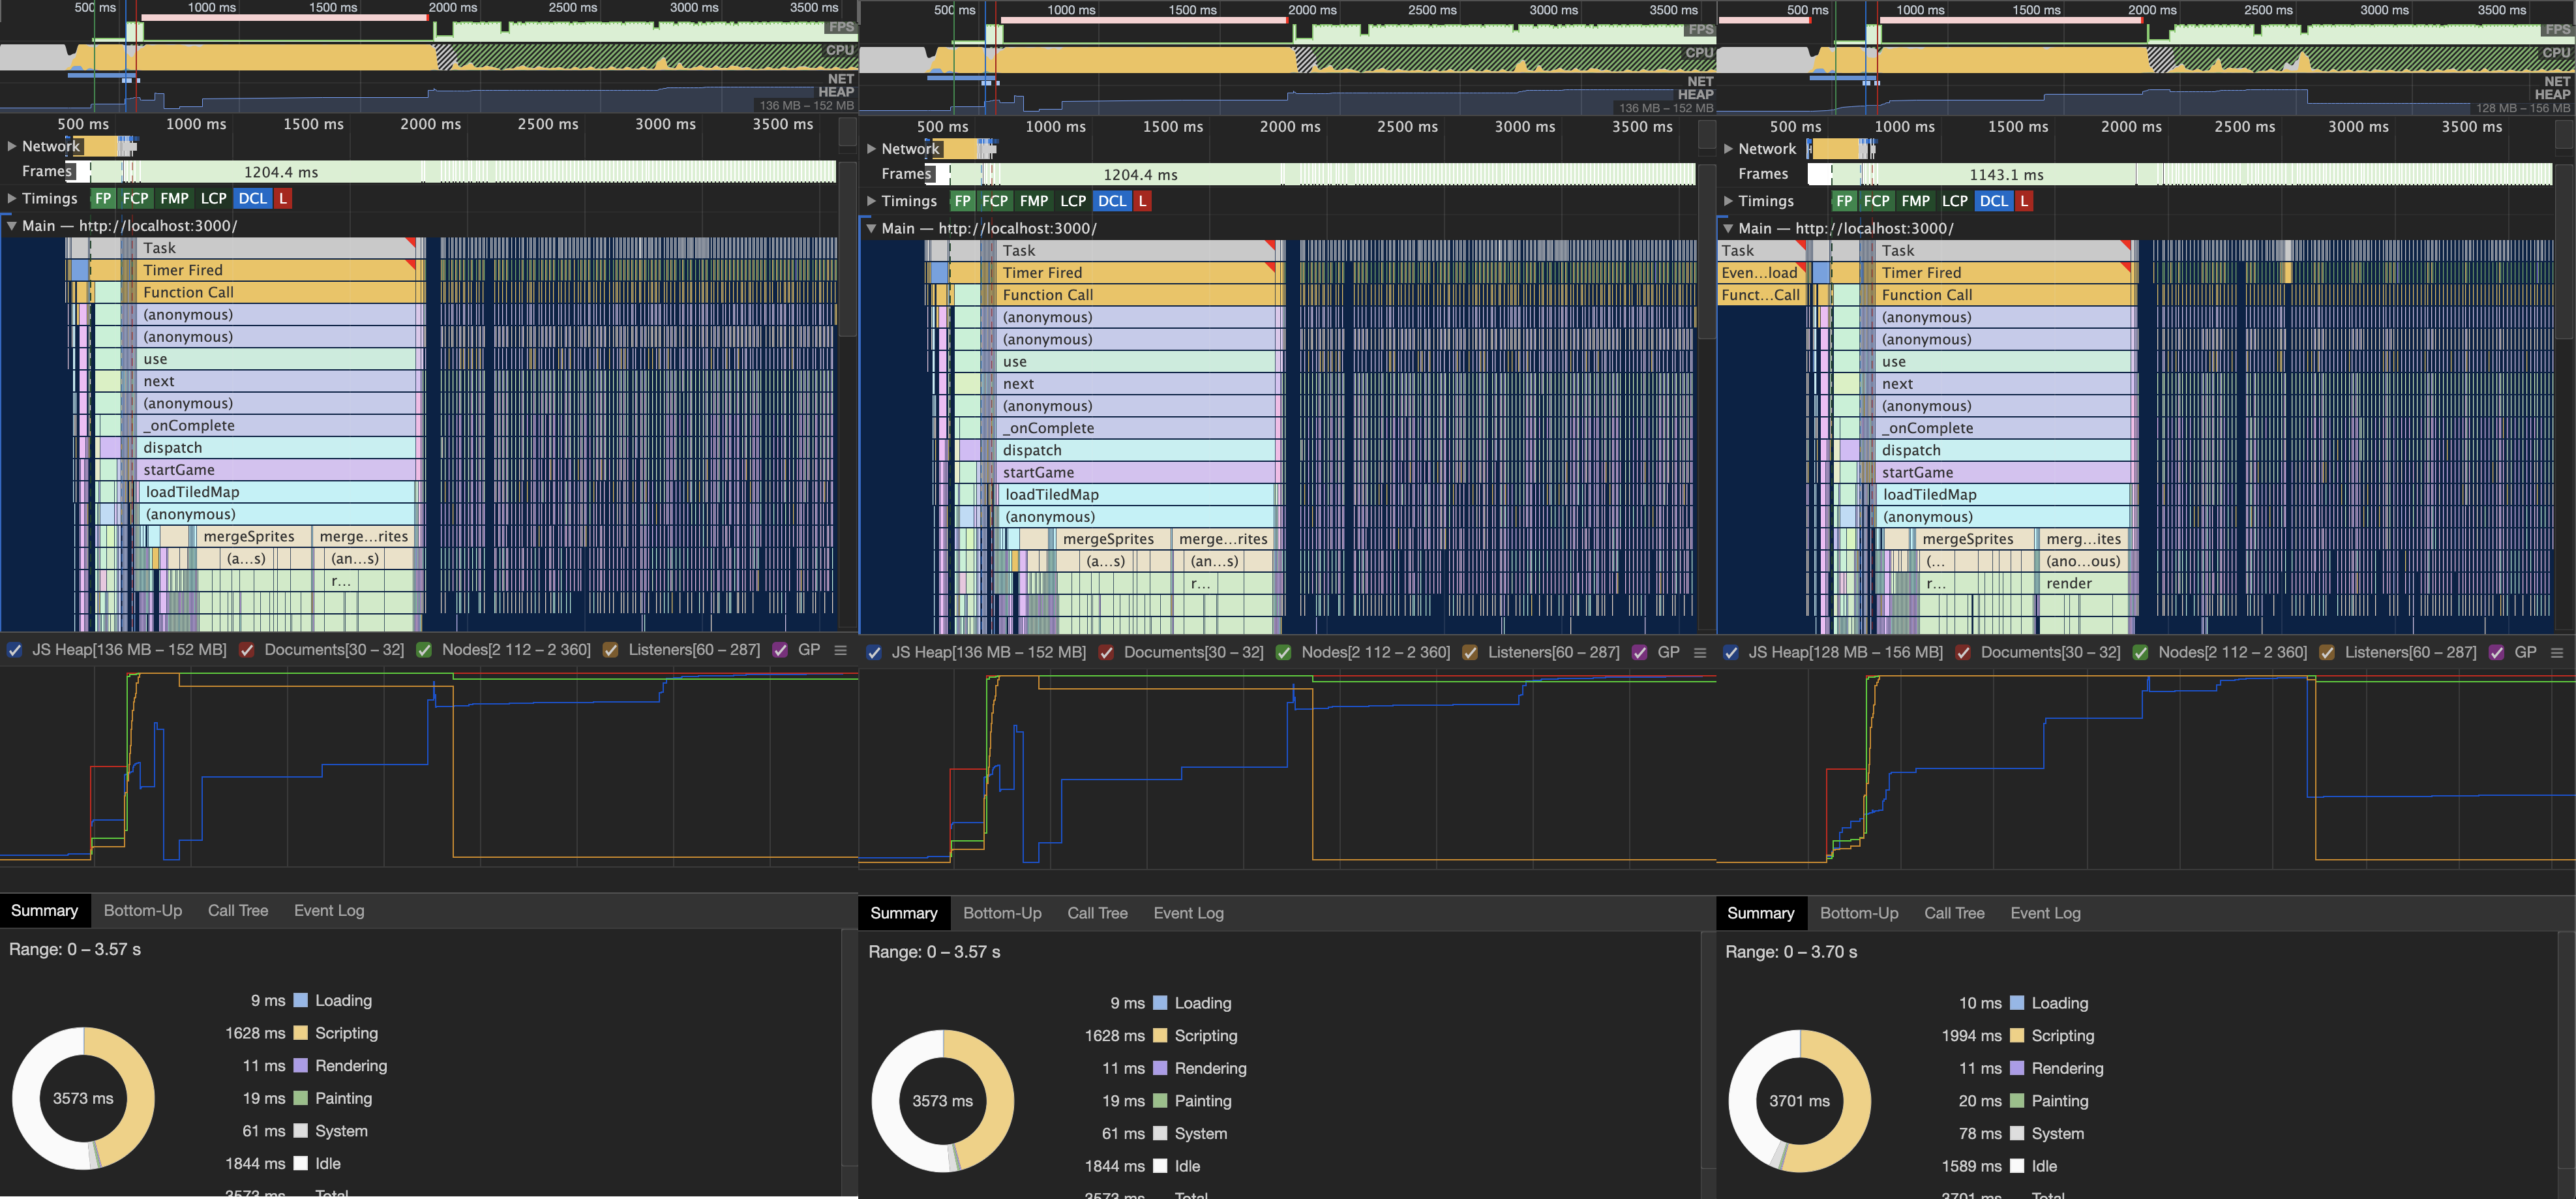 500 ms 1000 ms 1500 ms 2000 ms 2500 ms 3000 ms 3500 ms
FPS
CPU
NET
HEAP
136 MB – 152 MB
500 ms 1000 ms 1500 ms 2000 ms 2500 ms 3000 ms 3500 ms
Network
Frames 1204.4 ms
Timings FP FCP FMP LCP DCL L
Main — http://localhost:3000/
Task
Timer Fired
Function Call
(anonymous)
(anonymous)
use
next
(anonymous)
_onComplete
dispatch
startGame
loadTiledMap
(anonymous)
mergeSprites merge…rites
(a…s) (an…s)
r…
JS Heap[136 MB – 152 MB] Documents[30 – 32] Nodes[2 112 – 2 360] Listeners[60 – 287] GP
Summary Bottom-Up Call Tree Event Log
Range: 0 – 3.57 s
9 ms Loading
1628 ms Scripting
11 ms Rendering
3573 ms
19 ms Painting
61 ms System
1844 ms Idle
3573 ms Total
500 ms 1000 ms 1500 ms 2000 ms 2500 ms 3000 ms 3500 ms
FPS
CPU
NET
HEAP
136 MB – 152 MB
500 ms 1000 ms 1500 ms 2000 ms 2500 ms 3000 ms 3500 ms
Network
Frames 1204.4 ms
Timings FP FCP FMP LCP DCL L
Main — http://localhost:3000/
Task
Timer Fired
Function Call
(anonymous)
(anonymous)
use
next
(anonymous)
_onComplete
dispatch
startGame
loadTiledMap
(anonymous)
mergeSprites merge…rites
(a…s) (an…s)
r…
JS Heap[136 MB – 152 MB] Documents[30 – 32] Nodes[2 112 – 2 360] Listeners[60 – 287] GP
Summary Bottom-Up Call Tree Event Log
Range: 0 – 3.57 s
9 ms Loading
1628 ms Scripting
11 ms Rendering
3573 ms
19 ms Painting
61 ms System
1844 ms Idle
3573 ms Total
500 ms 1000 ms 1500 ms 2000 ms 2500 ms 3000 ms 3500 ms
FPS
CPU
NET
HEAP
128 MB – 156 MB
500 ms 1000 ms 1500 ms 2000 ms 2500 ms 3000 ms 3500 ms
Network
Frames 1143.1 ms
Timings FP FCP FMP LCP DCL L
Main — http://localhost:3000/
Task Task
Even…load Timer Fired
Funct…Call Function Call
(anonymous)
(anonymous)
use
next
(anonymous)
_onComplete
dispatch
startGame
loadTiledMap
(anonymous)
mergeSprites merg…ites
(… (ano…ous)
r… render
JS Heap[128 MB – 156 MB] Documents[30 – 32] Nodes[2 112 – 2 360] Listeners[60 – 287] GP
Summary Bottom-Up Call Tree Event Log
Range: 0 – 3.70 s
10 ms Loading
1994 ms Scripting
11 ms Rendering
3701 ms
20 ms Painting
78 ms System
1589 ms Idle
3701 ms Total